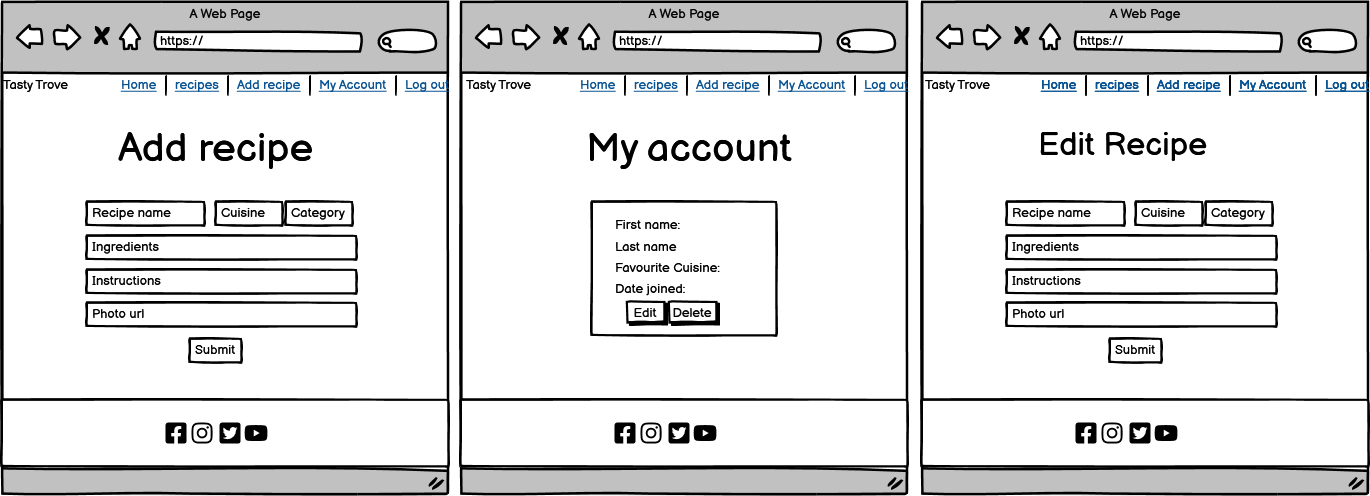 A Web Page
https://
Tasty Trove Home recipes Add recipe My Account Log out
Add recipe
Recipe name Cuisine Category
Ingredients
Instructions
Photo url
Submit
A Web Page
https://
Tasty Trove Home recipes Add recipe My Account Log out
My account
First name:
Last name
Favourite Cuisine:
Date joined:
Edit Delete
A Web Page
https://
Tasty Trove Home recipes Add recipe My Account Log out
Edit Recipe
Recipe name Cuisine Category
Ingredients
Instructions
Photo url
Submit